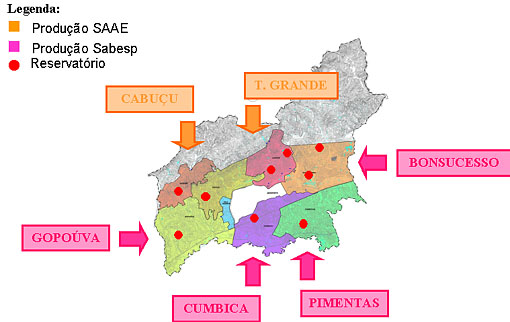 Legenda:
Produção SAAE
Produção Sabesp
Reservatório
T. GRANDE
CABUÇU
BONSUCESSO
GOPOÚVA
CUMBICA
PIMENTAS